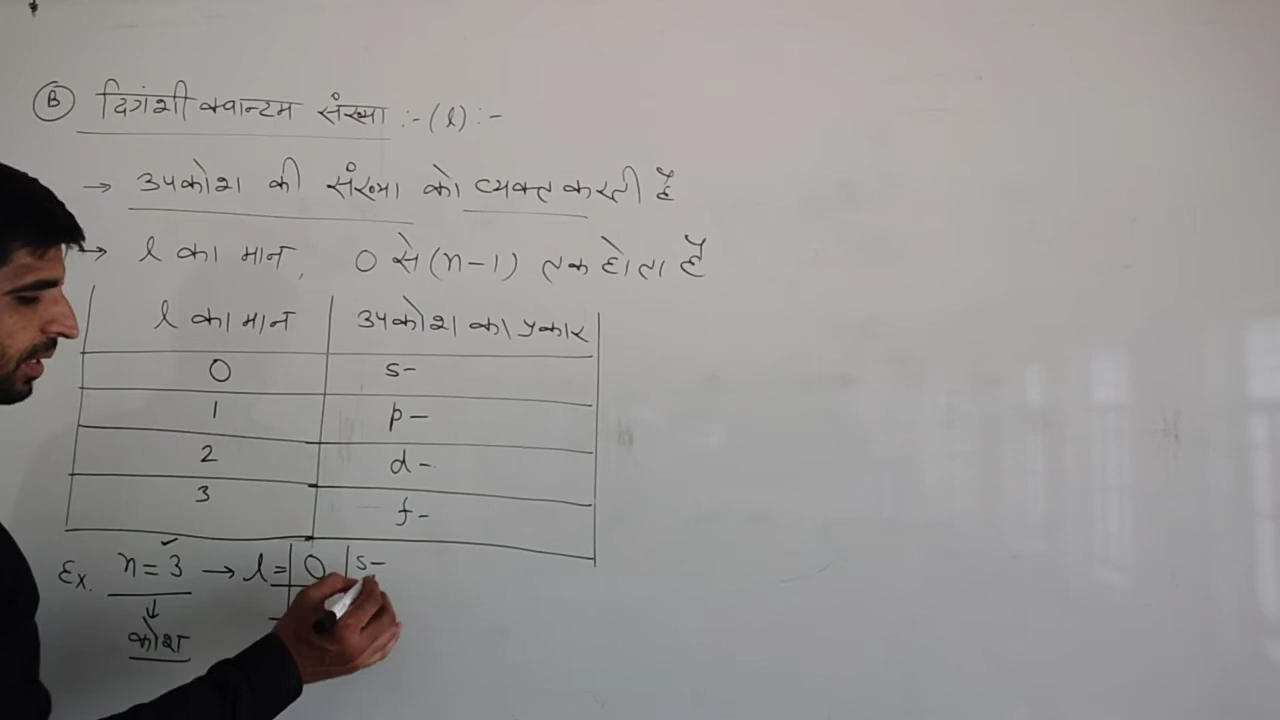 B दिगंशी क्वान्टम संख्या :- (l) :-
→ उपकोश की संख्या को व्यक्त करती है
→ l का मान, 0 से (n-1) तक होता है
l का मान | उपकोश का प्रकार
0 | s-
1 | p-
2 | d-
3 | f-
Ex. n=3 → l= | 0 | s-
↓
कोश